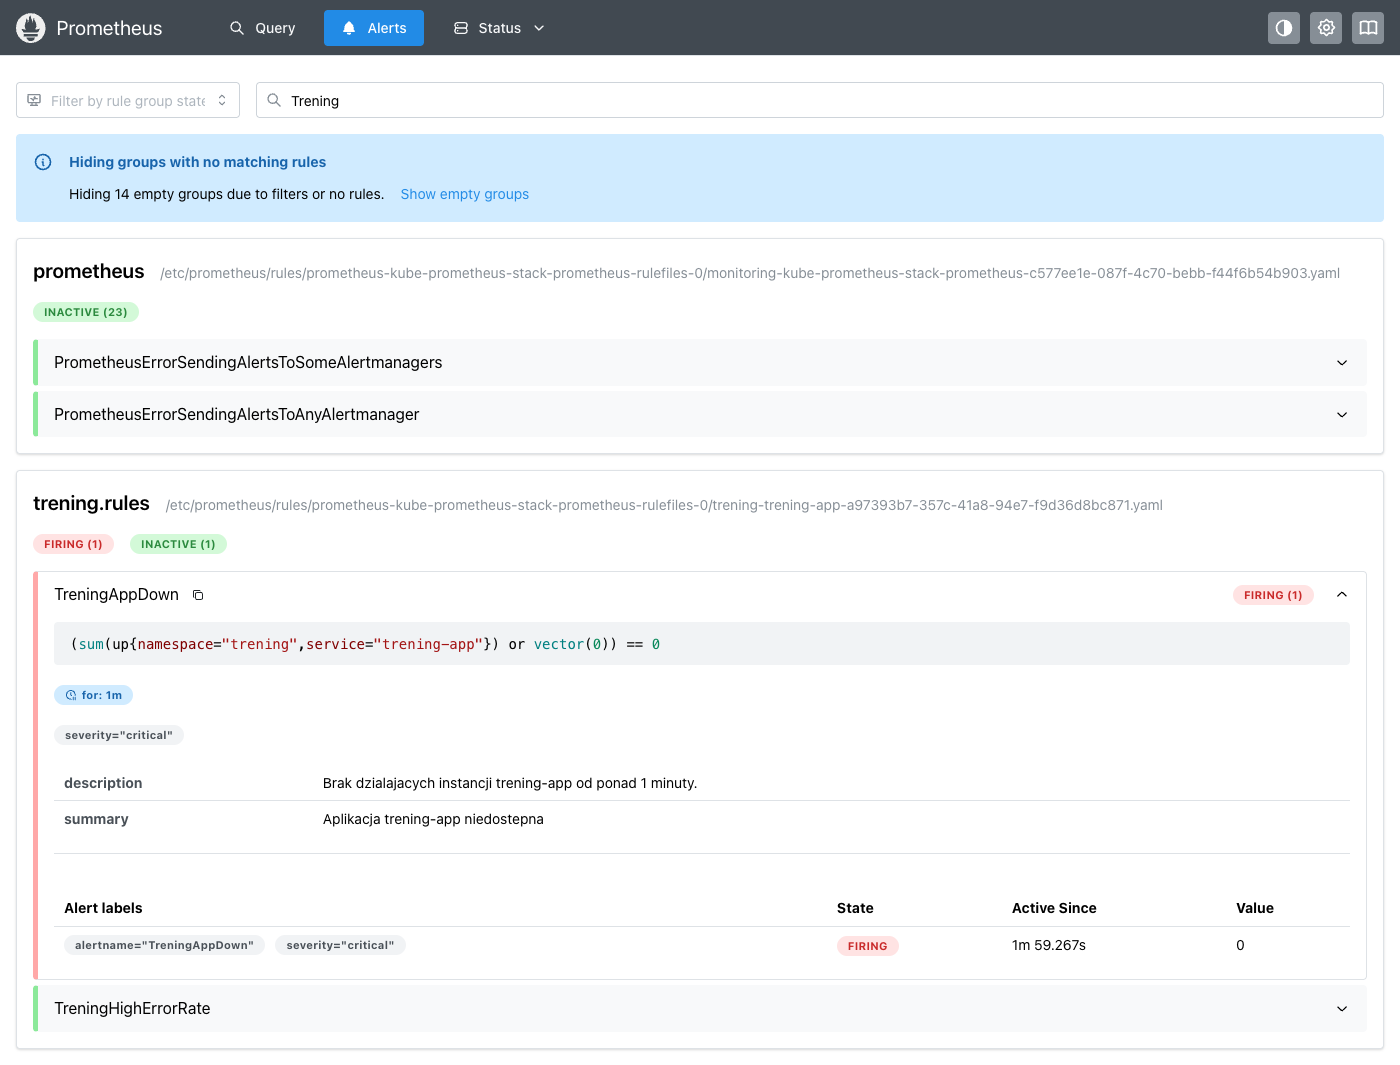 Prometheus Query Alerts Status
Filter by rule group state Trening
Hiding groups with no matching rules
Hiding 14 empty groups due to filters or no rules. Show empty groups
prometheus /etc/prometheus/rules/prometheus-kube-prometheus-stack-prometheus-rulefiles-0/monitoring-kube-prometheus-stack-prometheus-c577ee1e-087f-4c70-bebb-f44f6b54b903.yaml
INACTIVE (23)
PrometheusErrorSendingAlertsToSomeAlertmanagers
PrometheusErrorSendingAlertsToAnyAlertmanager
trening.rules /etc/prometheus/rules/prometheus-kube-prometheus-stack-prometheus-rulefiles-0/trening-trening-app-a97393b7-357c-41a8-94e7-f9d36d8bc871.yaml
FIRING (1) INACTIVE (1)
TreningAppDown FIRING (1)
(sum(up{namespace="trening",service="trening-app"}) or vector(0)) == 0
for: 1m
severity="critical"
description Brak dzialajacych instancji trening-app od ponad 1 minuty.
summary Aplikacja trening-app niedostepna
Alert labels State Active Since Value
alertname="TreningAppDown" severity="critical" FIRING 1m 59.267s 0
TreningHighErrorRate